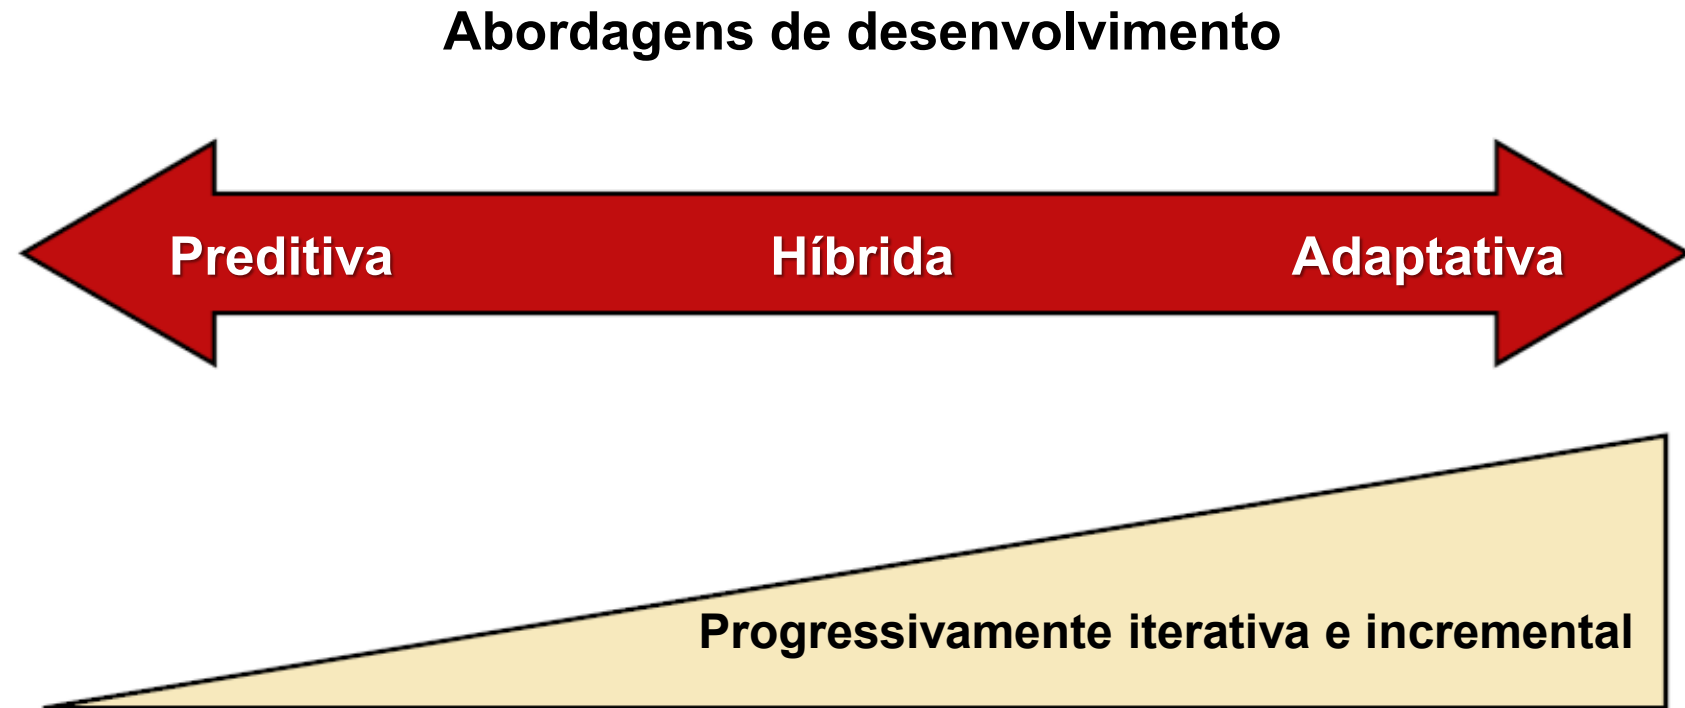 Abordagens de desenvolvimento
Preditiva Híbrida Adaptativa
Progressivamente iterativa e incremental